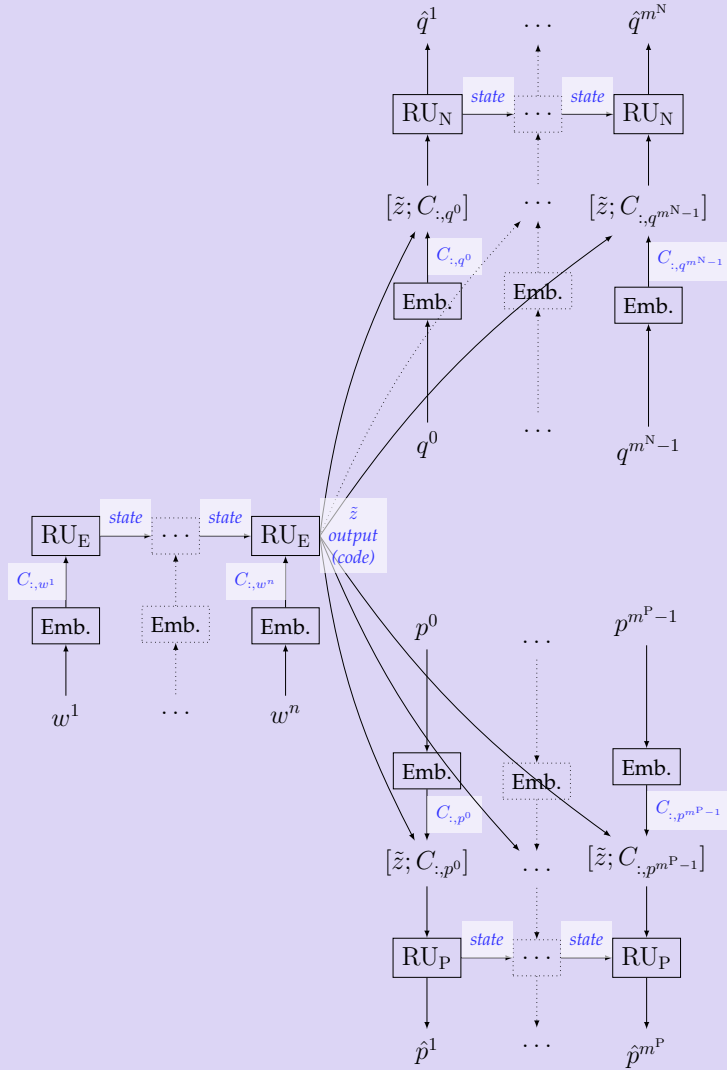 q̂¹ ⋯ q̂^{m^N}
state state
RU_N ⋯ RU_N
[z̃; C_{:,q⁰}] ⋯ [z̃; C_{:,q^{m^N−1}}]
C_{:,q⁰} C_{:,q^{m^N−1}}
Emb. Emb. Emb.
q⁰ ⋯ q^{m^N−1}
state state
RU_E ⋯ RU_E
z̃
output
(code)
C_{:,w¹} C_{:,wⁿ}
Emb. Emb. Emb.
w¹ ⋯ wⁿ
p⁰ ⋯ p^{m^P−1}
Emb. Emb. Emb.
C_{:,p⁰} C_{:,p^{m^P−1}}
[z̃; C_{:,p⁰}] ⋯ [z̃; C_{:,p^{m^P−1}}]
state state
RU_P ⋯ RU_P
p̂¹ ⋯ p̂^{m^P}